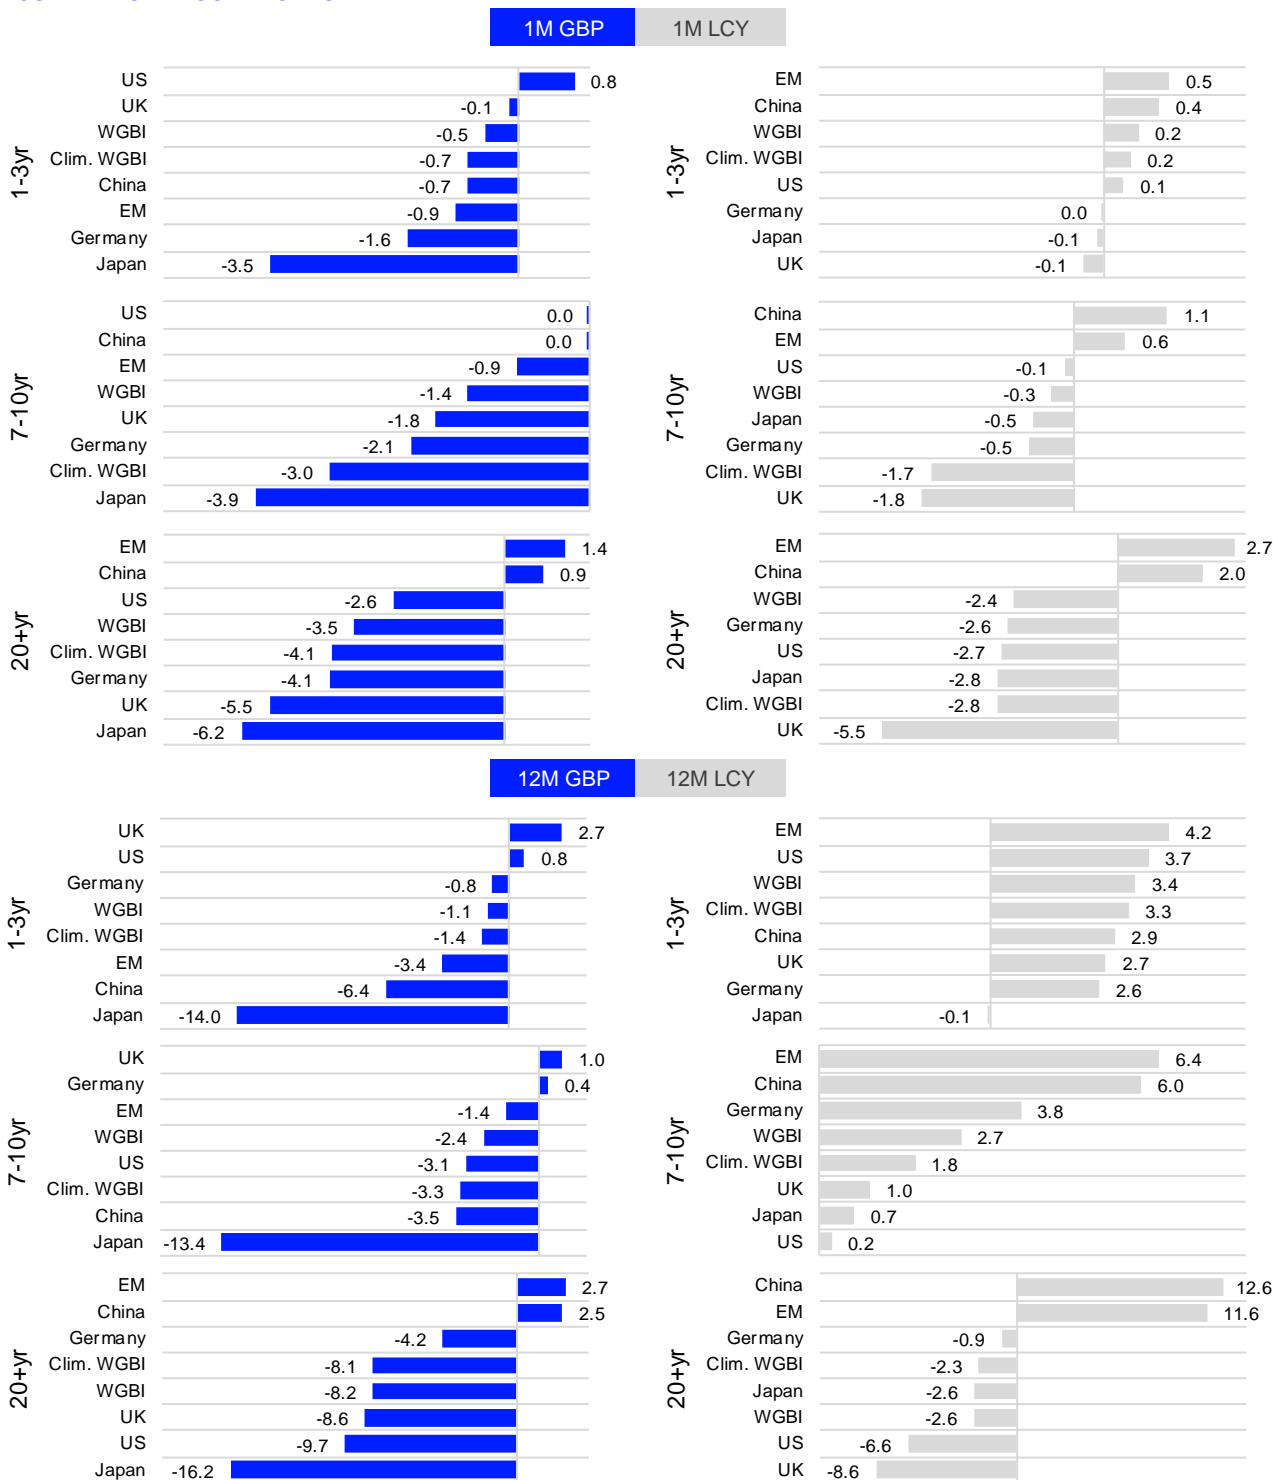 1M GBP 1M LCY
1-3yr
US 0.8
UK -0.1
WGBI -0.5
Clim. WGBI -0.7
China -0.7
EM -0.9
Germany -1.6
Japan -3.5
1-3yr
EM 0.5
China 0.4
WGBI 0.2
Clim. WGBI 0.2
US 0.1
Germany 0.0
Japan -0.1
UK -0.1
7-10yr
US 0.0
China 0.0
EM -0.9
WGBI -1.4
UK -1.8
Germany -2.1
Clim. WGBI -3.0
Japan -3.9
7-10yr
China 1.1
EM 0.6
US -0.1
WGBI -0.3
Japan -0.5
Germany -0.5
Clim. WGBI -1.7
UK -1.8
20+yr
EM 1.4
China 0.9
US -2.6
WGBI -3.5
Clim. WGBI -4.1
Germany -4.1
UK -5.5
Japan -6.2
20+yr
EM 2.7
China 2.0
WGBI -2.4
Germany -2.6
US -2.7
Japan -2.8
Clim. WGBI -2.8
UK -5.5
12M GBP 12M LCY
1-3yr
UK 2.7
US 0.8
Germany -0.8
WGBI -1.1
Clim. WGBI -1.4
EM -3.4
China -6.4
Japan -14.0
1-3yr
EM 4.2
US 3.7
WGBI 3.4
Clim. WGBI 3.3
China 2.9
UK 2.7
Germany 2.6
Japan -0.1
7-10yr
UK 1.0
Germany 0.4
EM -1.4
WGBI -2.4
US -3.1
Clim. WGBI -3.3
China -3.5
Japan -13.4
7-10yr
EM 6.4
China 6.0
Germany 3.8
WGBI 2.7
Clim. WGBI 1.8
UK 1.0
Japan 0.7
US 0.2
20+yr
EM 2.7
China 2.5
Germany -4.2
Clim. WGBI -8.1
WGBI -8.2
UK -8.6
US -9.7
Japan -16.2
20+yr
China 12.6
EM 11.6
Germany -0.9
Clim. WGBI -2.3
Japan -2.6
WGBI -2.6
US -6.6
UK -8.6